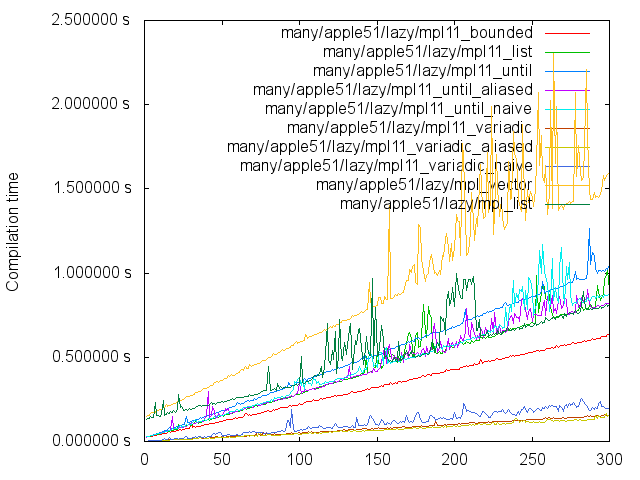 2.500000 s
2.000000 s
1.500000 s
1.000000 s
0.500000 s
0.000000 s
Compilation time
many/apple51/lazy/mpl11_bounded
many/apple51/lazy/mpl11_list
many/apple51/lazy/mpl11_until
many/apple51/lazy/mpl11_until_aliased
many/apple51/lazy/mpl11_until_naive
many/apple51/lazy/mpl11_variadic
many/apple51/lazy/mpl11_variadic_aliased
many/apple51/lazy/mpl11_variadic_naive
many/apple51/lazy/mpl_vector
many/apple51/lazy/mpl_list
0 50 100 150 200 250 300